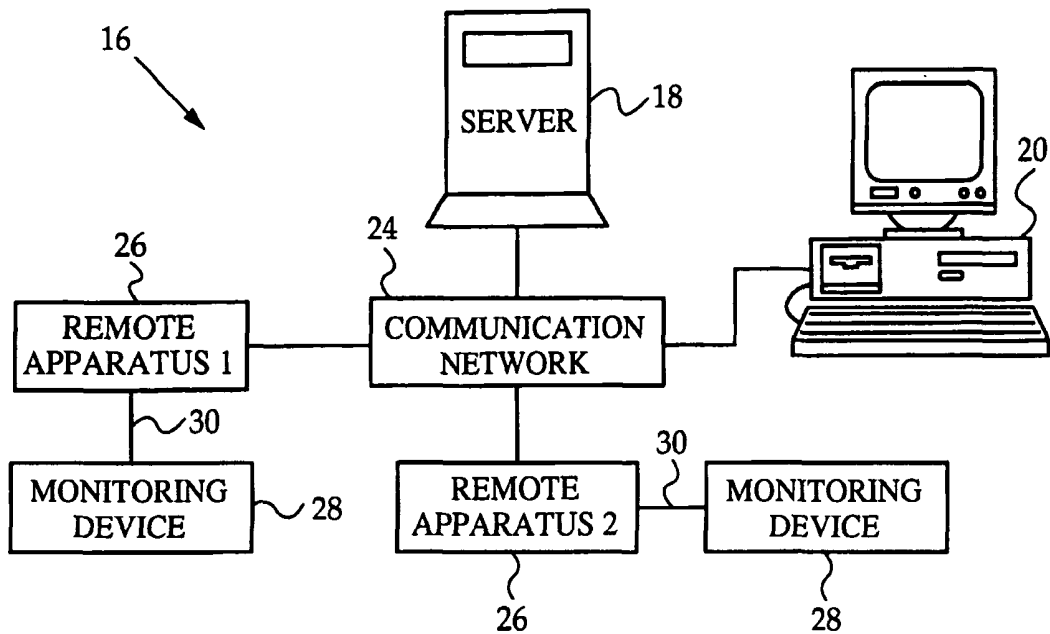 16
SERVER
18
20
24
26
REMOTE
APPARATUS 1
COMMUNICATION
NETWORK
30
MONITORING
DEVICE
28
REMOTE
APPARATUS 2
30
MONITORING
DEVICE
26
28